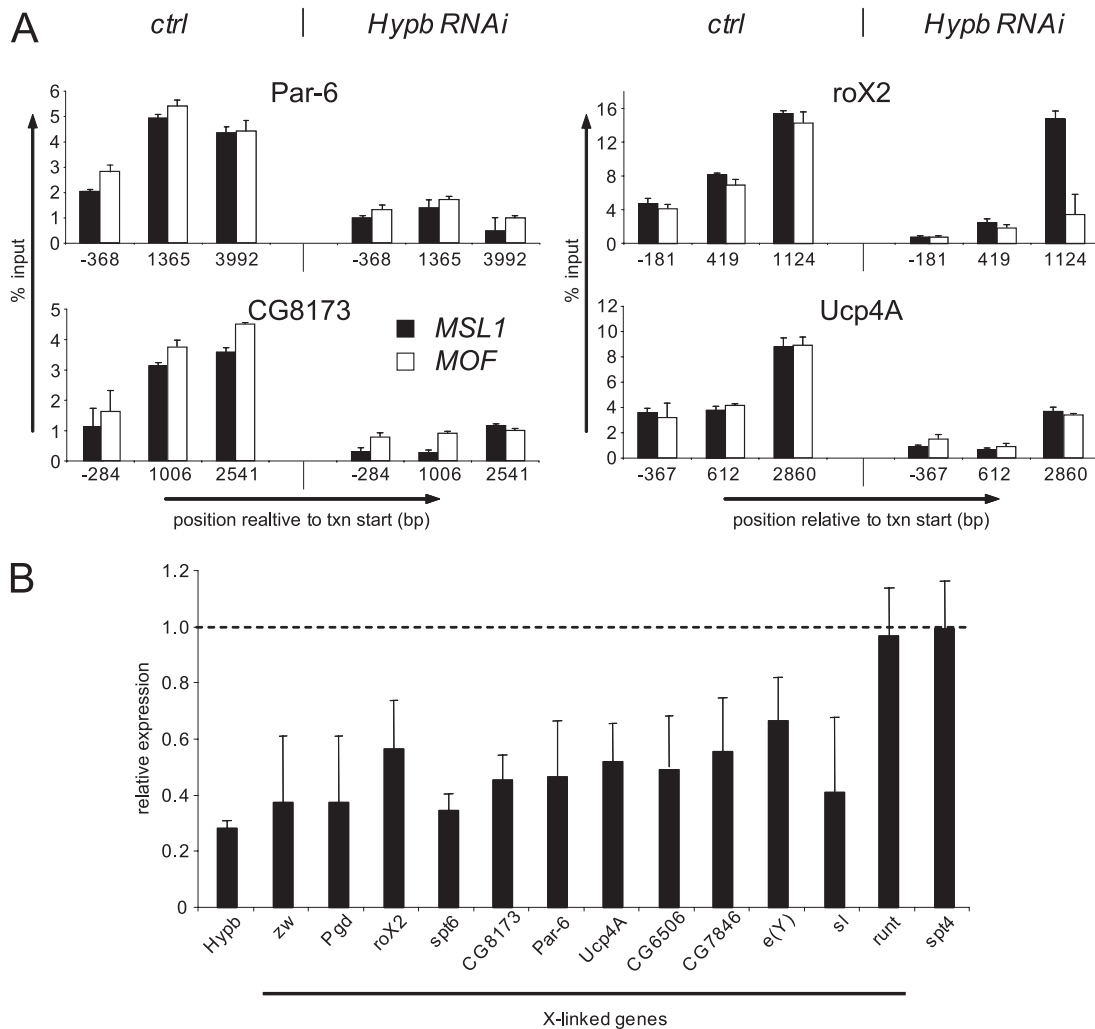 A
ctrl
Hypb RNAi
ctrl
Hypb RNAi
Par-6
6
5
4
3
2
1
0
-368 1365 3992
-368 1365 3992
roX2
16
12
8
4
0
-181 419 1124
-181 419 1124
% input
% input
CG8173
5
4
3
2
1
0
-284 1006 2541
-284 1006 2541
MSL1
MOF
Ucp4A
12
10
8
6
4
2
0
-367 612 2860
-367 612 2860
position realtive to txn start (bp)
position relative to txn start (bp)
B
relative expression
1.2
1.0
0.8
0.6
0.4
0.2
0
Hypb
zw
Pgd
roX2
spt6
CG8173
Par-6
Ucp4A
CG6506
CG7846
e(Y)
sl
runt
spt4
X-linked genes